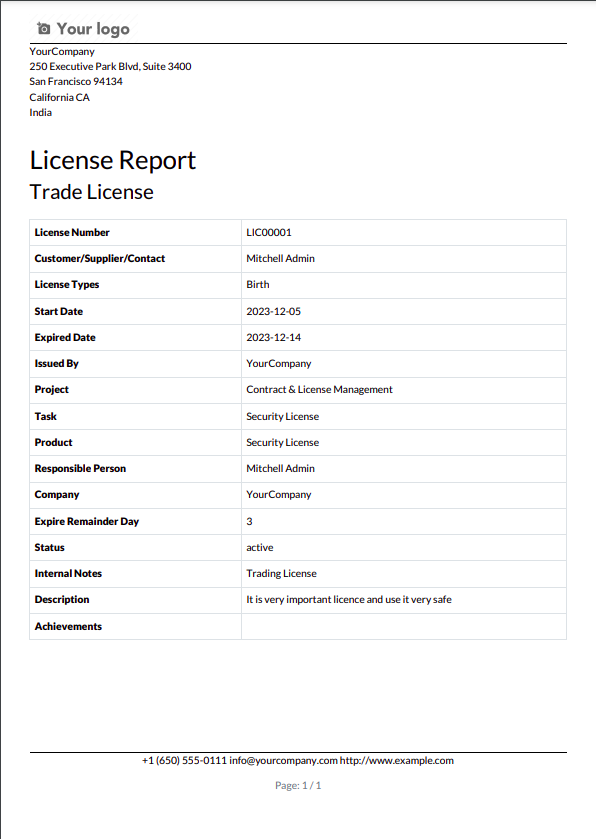 Your logo
YourCompany
250 Executive Park Blvd, Suite 3400
San Francisco 94134
California CA
India
License Report
Trade License
License Number LIC00001
Customer/Supplier/Contact Mitchell Admin
License Types Birth
Start Date 2023-12-05
Expired Date 2023-12-14
Issued By YourCompany
Project Contract & License Management
Task Security License
Product Security License
Responsible Person Mitchell Admin
Company YourCompany
Expire Remainder Day 3
Status active
Internal Notes Trading License
Description It is very important licence and use it very safe
Achievements
+1 (650) 555-0111 info@yourcompany.com http://www.example.com
Page: 1 / 1